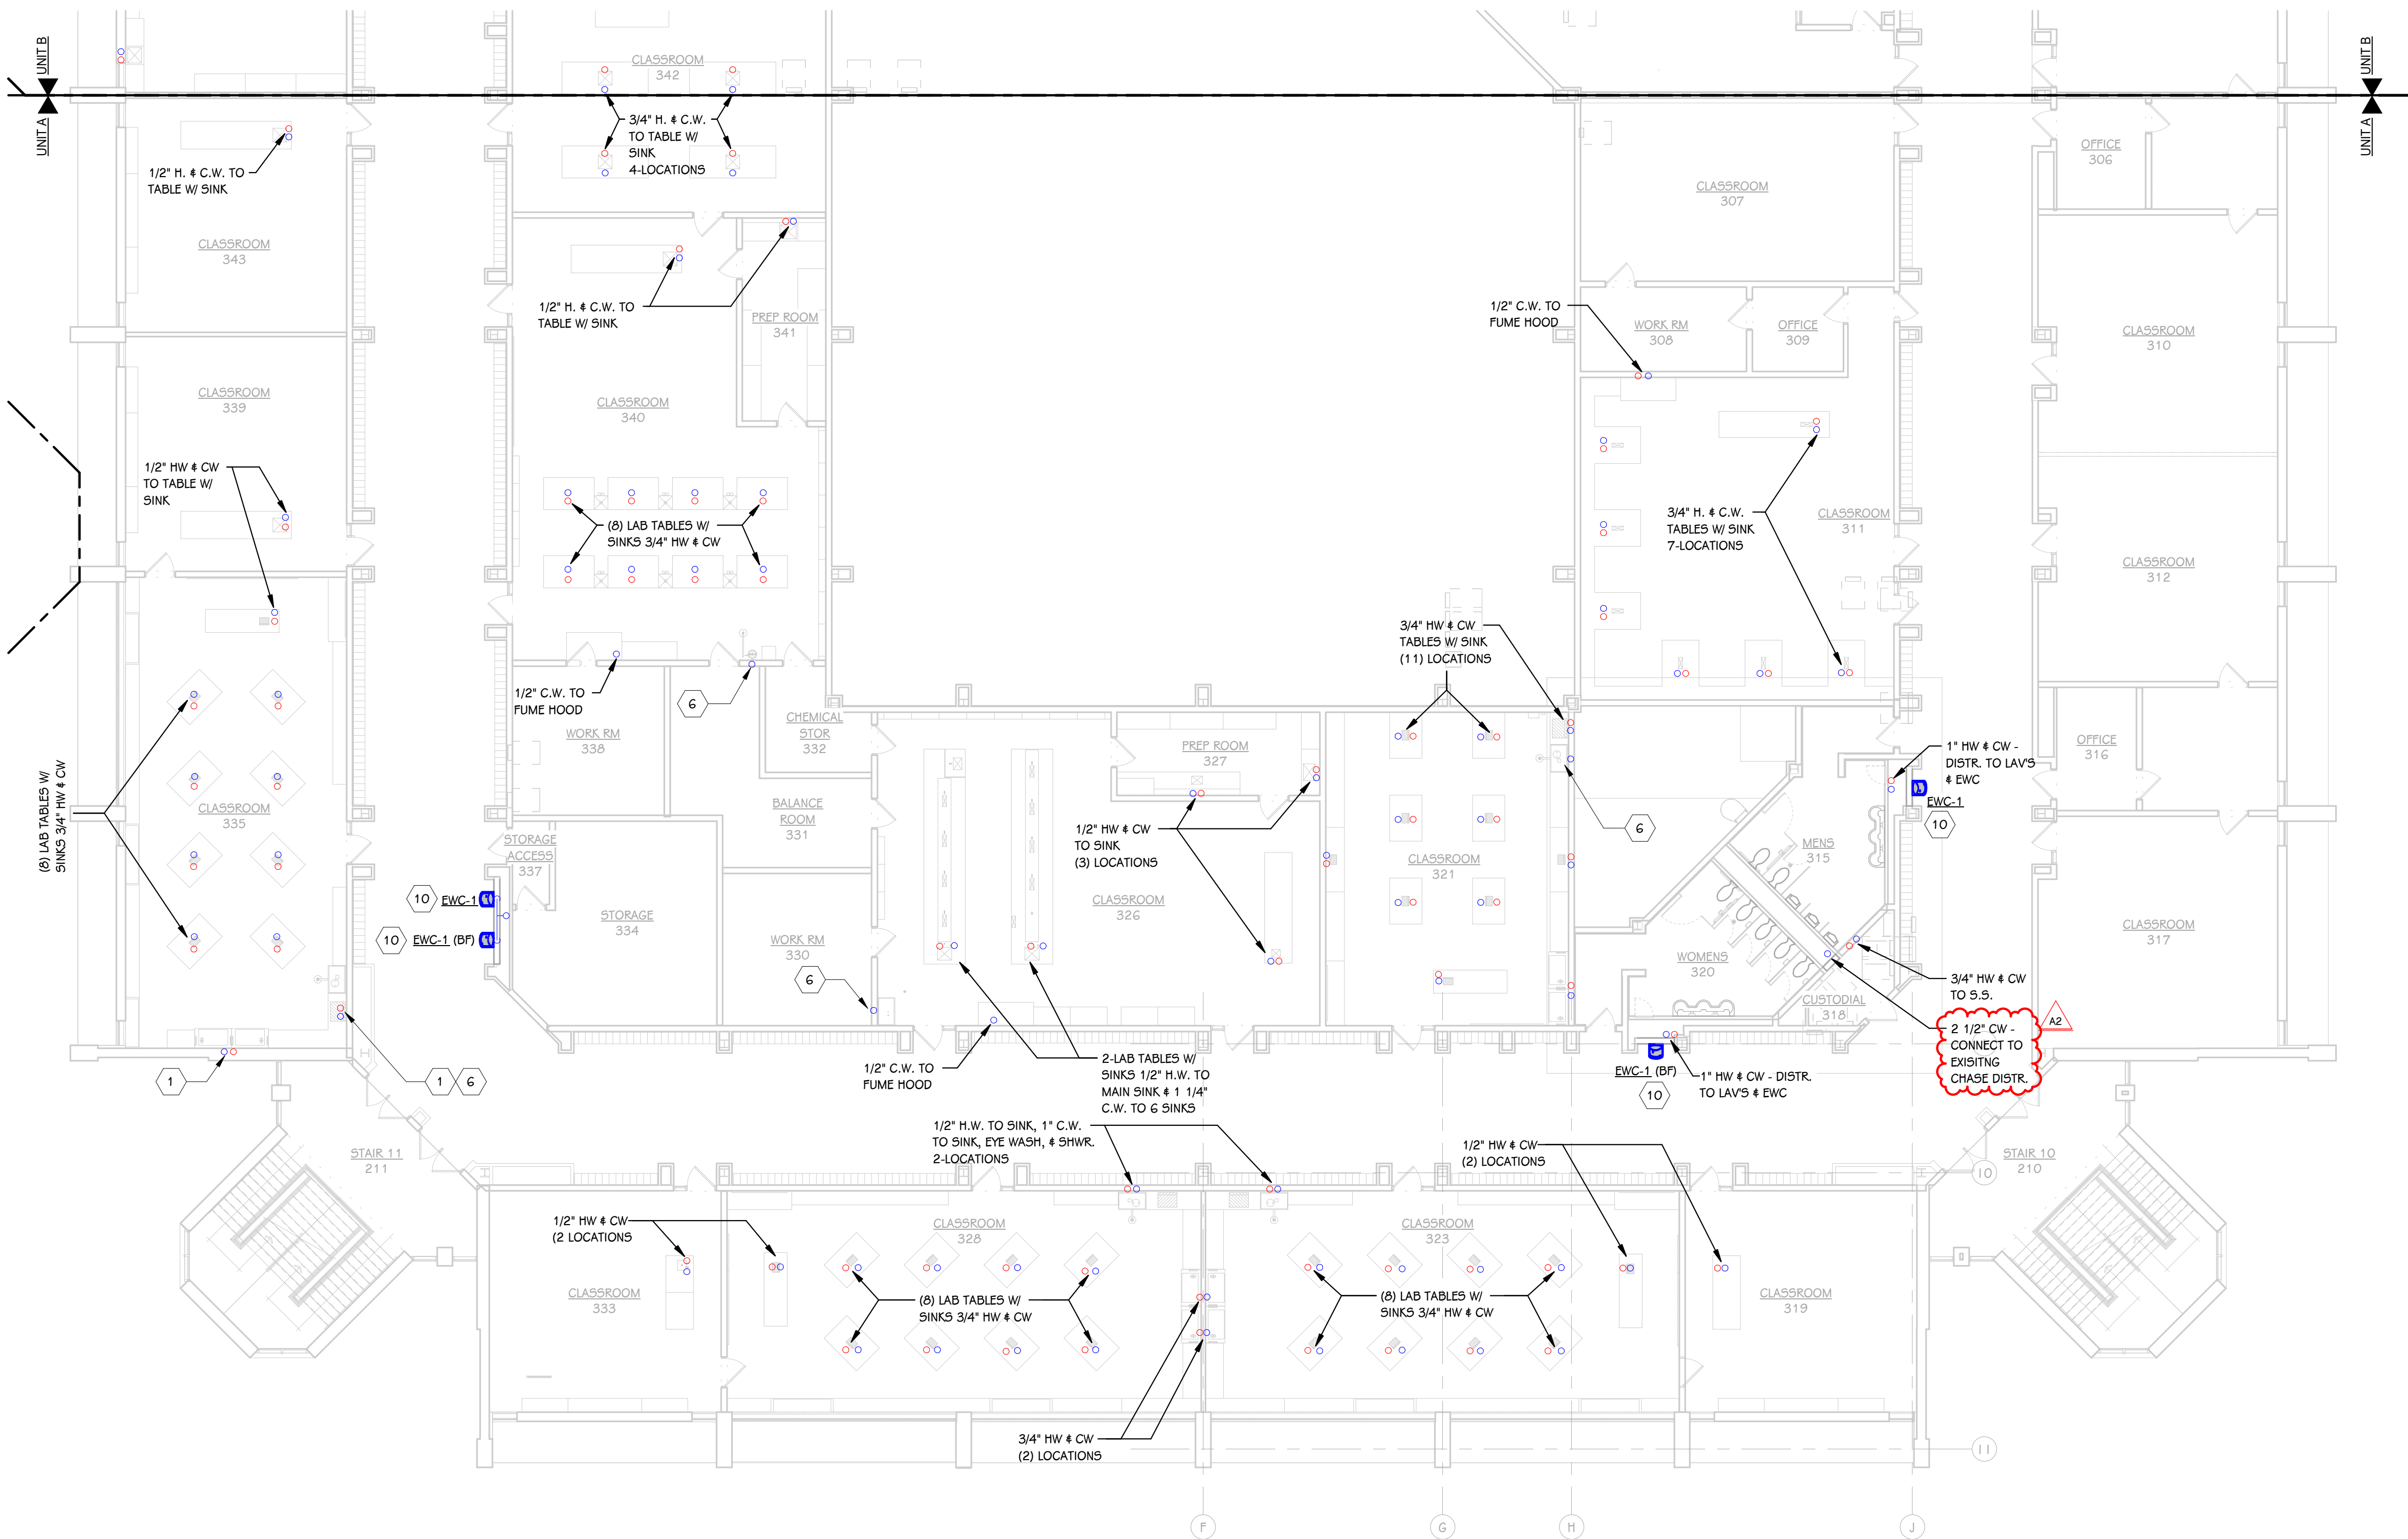 UNIT B
UNIT A
UNIT B
UNIT A
CLASSROOM
342
3/4" H. & C.W.
TO TABLE W/
SINK
4-LOCATIONS
1/2" H. & C.W. TO
TABLE W/ SINK
CLASSROOM
343
OFFICE
306
CLASSROOM
307
1/2" H. & C.W. TO
TABLE W/ SINK
PREP ROOM
341
1/2" C.W. TO
FUME HOOD
WORK RM
308
OFFICE
309
CLASSROOM
310
CLASSROOM
339
CLASSROOM
340
1/2" HW & CW
TO TABLE W/
SINK
(8) LAB TABLES W/
SINKS 3/4" HW & CW
3/4" H. & C.W.
TABLES W/ SINK
7-LOCATIONS
CLASSROOM
311
CLASSROOM
312
3/4" HW & CW
TABLES W/ SINK
(11) LOCATIONS
1/2" C.W. TO
FUME HOOD
6
WORK RM
338
CHEMICAL
STOR
332
PREP ROOM
327
OFFICE
316
1" HW & CW -
DISTR. TO LAV'S
& EWC
EWC-1
10
(8) LAB TABLES W/
SINKS 3/4" HW & CW
CLASSROOM
335
STORAGE
ACCESS
337
BALANCE
ROOM
331
1/2" HW & CW
TO SINK
(3) LOCATIONS
6
CLASSROOM
321
MENS
315
10
EWC-1
10
EWC-1 (BF)
STORAGE
334
WORK RM
330
6
CLASSROOM
326
WOMENS
320
CLASSROOM
317
3/4" HW & CW
TO S.S.
CUSTODIAL
318
2 1/2" CW -
CONNECT TO
EXISITNG
CHASE DISTR.
A2
1
1
6
1/2" C.W. TO
FUME HOOD
2-LAB TABLES W/
SINKS 1/2" H.W. TO
MAIN SINK & 1 1/4"
C.W. TO 6 SINKS
EWC-1 (BF)
10
1" HW & CW - DISTR.
TO LAV'S & EWC
STAIR 11
211
1/2" H.W. TO SINK, 1" C.W.
TO SINK, EYE WASH, & SHWR.
2-LOCATIONS
1/2" HW & CW
(2) LOCATIONS
STAIR 10
210
10
1/2" HW & CW
(2 LOCATIONS
CLASSROOM
328
CLASSROOM
323
CLASSROOM
333
(8) LAB TABLES W/
SINKS 3/4" HW & CW
(8) LAB TABLES W/
SINKS 3/4" HW & CW
CLASSROOM
319
3/4" HW & CW
(2) LOCATIONS
11
F
G
H
J